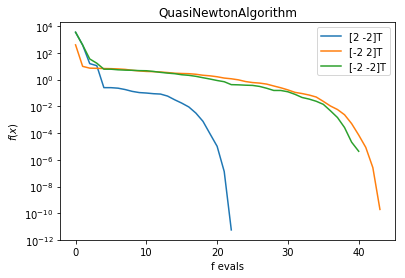 QuasiNewtonAlgorithm
10^4
10^2
10^0
10^-2
10^-4
10^-6
10^-8
10^-10
10^-12
f(x)
[2 -2]T
[-2 2]T
[-2 -2]T
0
10
20
30
40
f evals